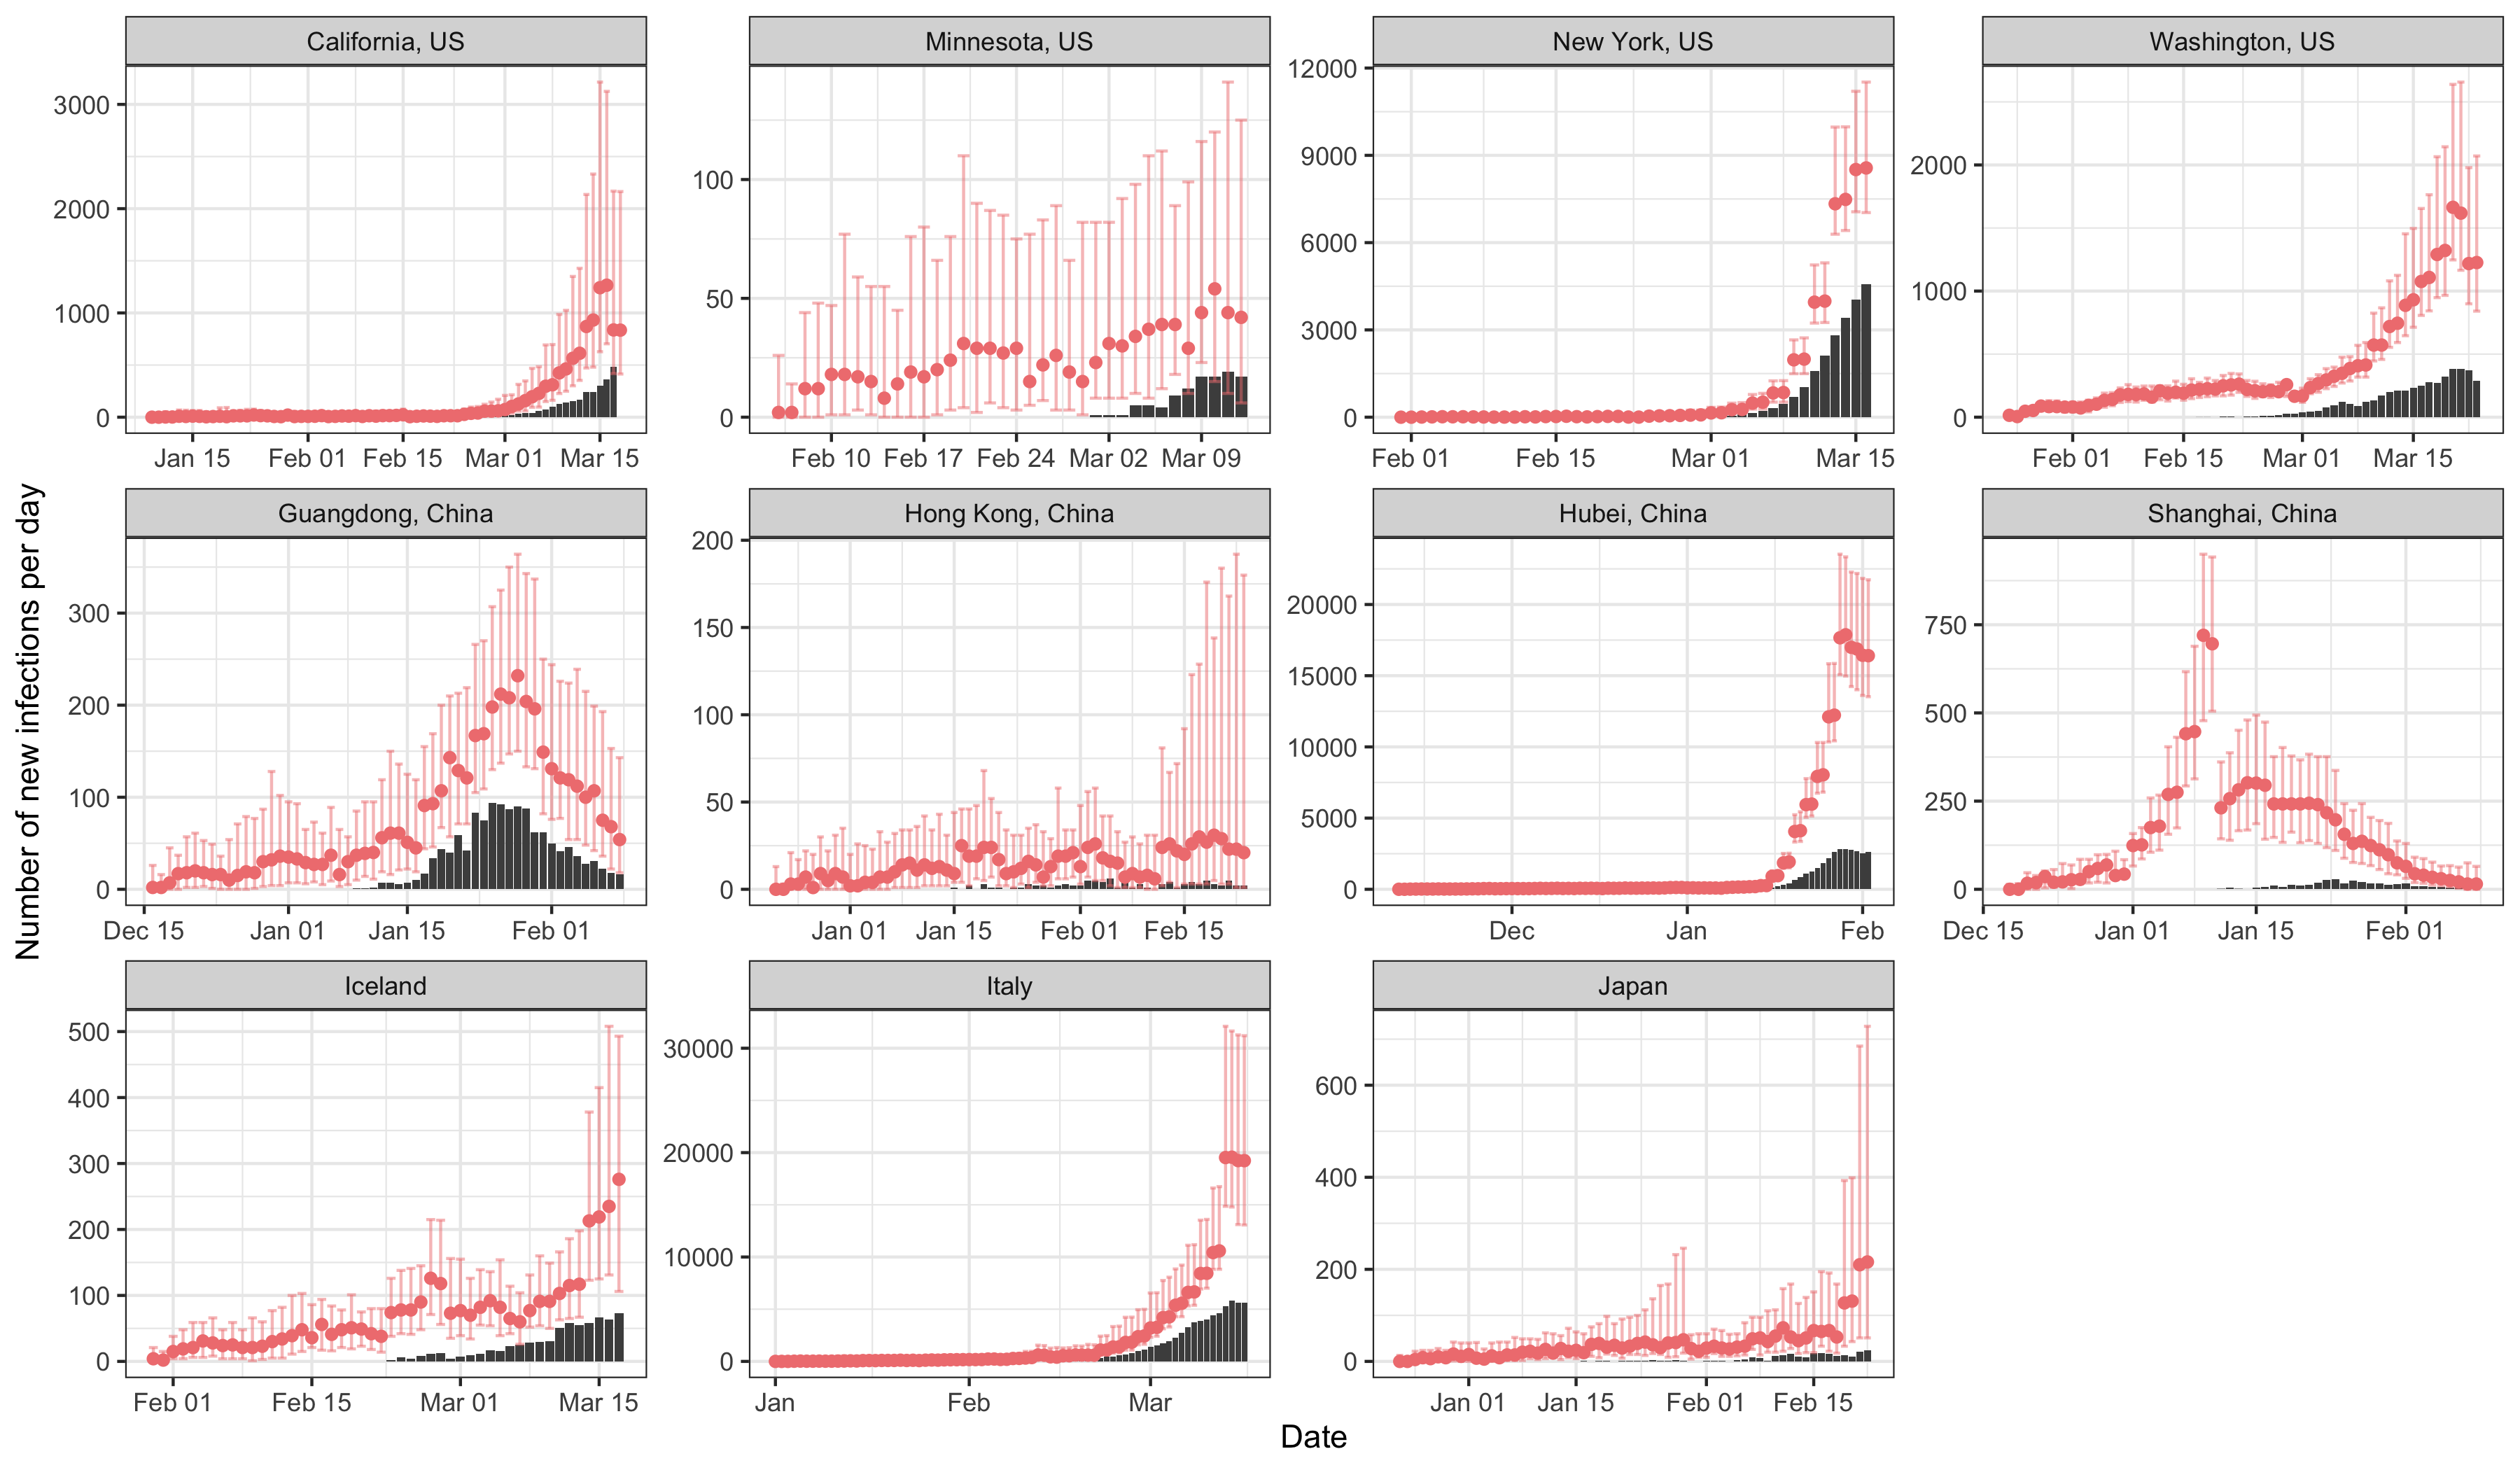 California, US
Minnesota, US
New York, US
Washington, US
3000
2000
1000
0
Jan 15
Feb 01
Feb 15
Mar 01
Mar 15
100
50
0
Feb 10
Feb 17
Feb 24
Mar 02
Mar 09
12000
9000
6000
3000
0
Feb 01
Feb 15
Mar 01
Mar 15
2000
1000
0
Feb 01
Feb 15
Mar 01
Mar 15
Number of new infections per day
Guangdong, China
Hong Kong, China
Hubei, China
Shanghai, China
300
200
100
0
Dec 15
Jan 01
Jan 15
Feb 01
200
150
100
50
0
Jan 01
Jan 15
Feb 01
Feb 15
20000
15000
10000
5000
0
Dec
Jan
Feb
750
500
250
0
Dec 15
Jan 01
Jan 15
Feb 01
Iceland
Italy
Japan
500
400
300
200
100
0
Feb 01
Feb 15
Mar 01
Mar 15
30000
20000
10000
0
Jan
Feb
Mar
600
400
200
0
Jan 01
Jan 15
Feb 01
Feb 15
Date